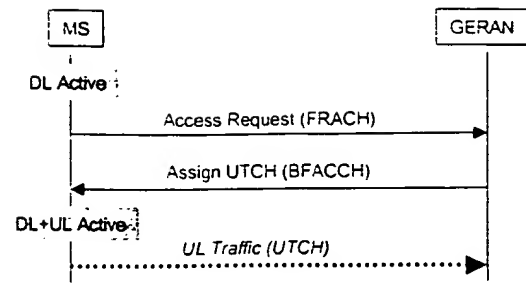 MS GERAN
DL Active
Access Request (FRACH)
Assign UTCH (BFACCH)
DL+UL Active
UL Traffic (UTCH)